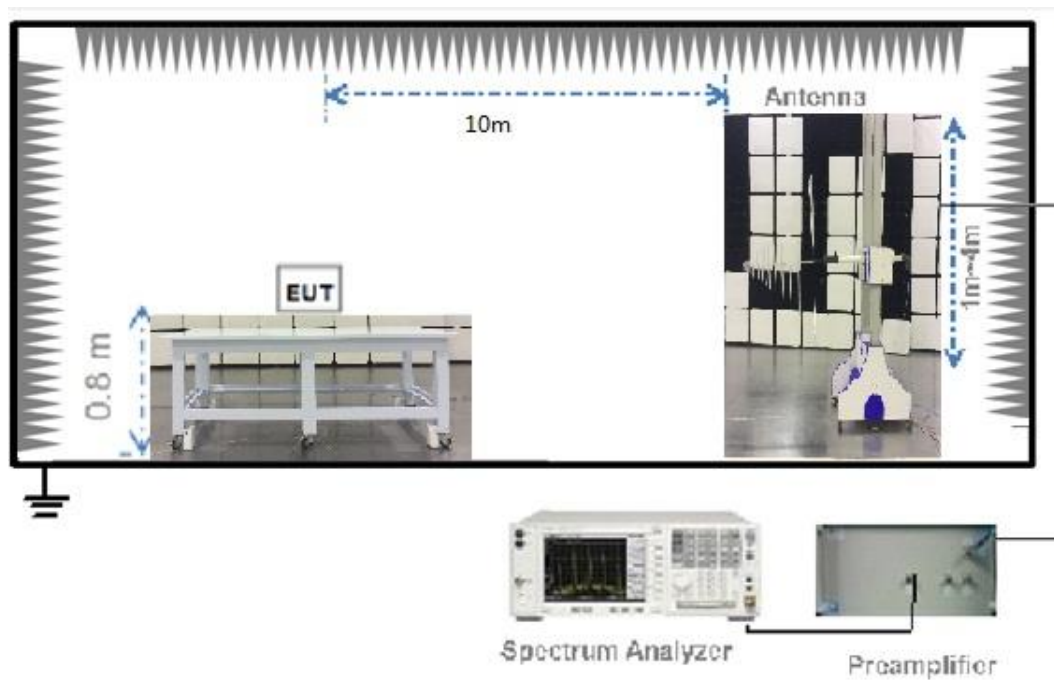 10m
Antenna
1m~4m
EUT
0.8 m
Spectrum Analyzer
Preamplifier